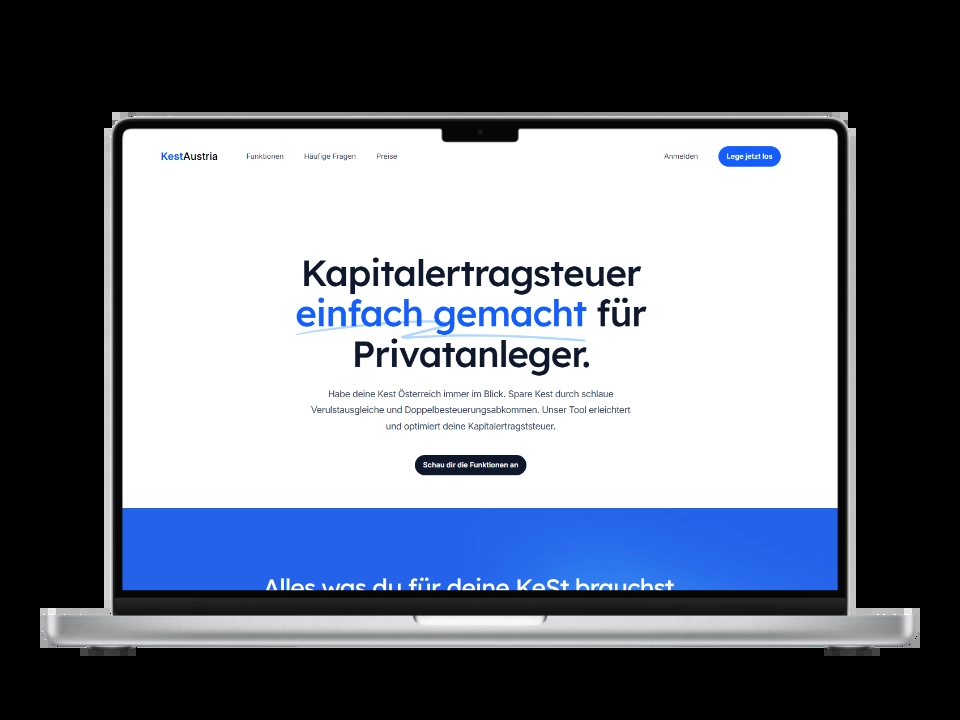 KestAustria
Funktionen
Häufige Fragen
Preise
Anmelden
Lege jetzt los
Kapitalertragsteuer
einfach gemacht für
Privatanleger.
Habe deine Kest Österreich immer im Blick. Spare Kest durch schlaue
Verulstausgleiche und Doppelbesteuerungsabkommen. Unser Tool erleichtert
und optimiert deine Kapitalertragststeuer.
Schau dir die Funktionen an
Alles was du für deine KeSt brauchst